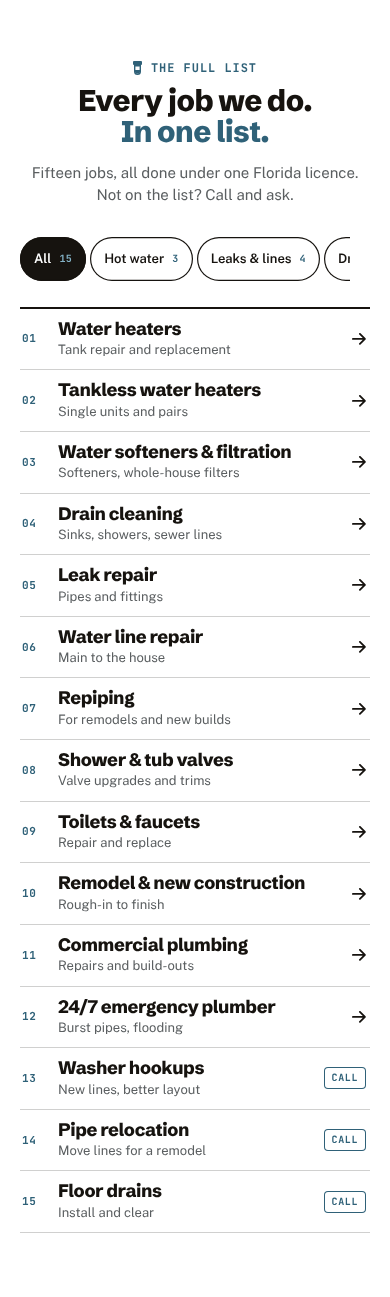 THE FULL LIST
Every job we do.
In one list.
Fifteen jobs, all done under one Florida licence.
Not on the list? Call and ask.
All 15 Hot water 3 Leaks & lines 4
01 Water heaters
Tank repair and replacement
02 Tankless water heaters
Single units and pairs
03 Water softeners & filtration
Softeners, whole-house filters
04 Drain cleaning
Sinks, showers, sewer lines
05 Leak repair
Pipes and fittings
06 Water line repair
Main to the house
07 Repiping
For remodels and new builds
08 Shower & tub valves
Valve upgrades and trims
09 Toilets & faucets
Repair and replace
10 Remodel & new construction
Rough-in to finish
11 Commercial plumbing
Repairs and build-outs
12 24/7 emergency plumber
Burst pipes, flooding
13 Washer hookups CALL
New lines, better layout
14 Pipe relocation CALL
Move lines for a remodel
15 Floor drains CALL
Install and clear